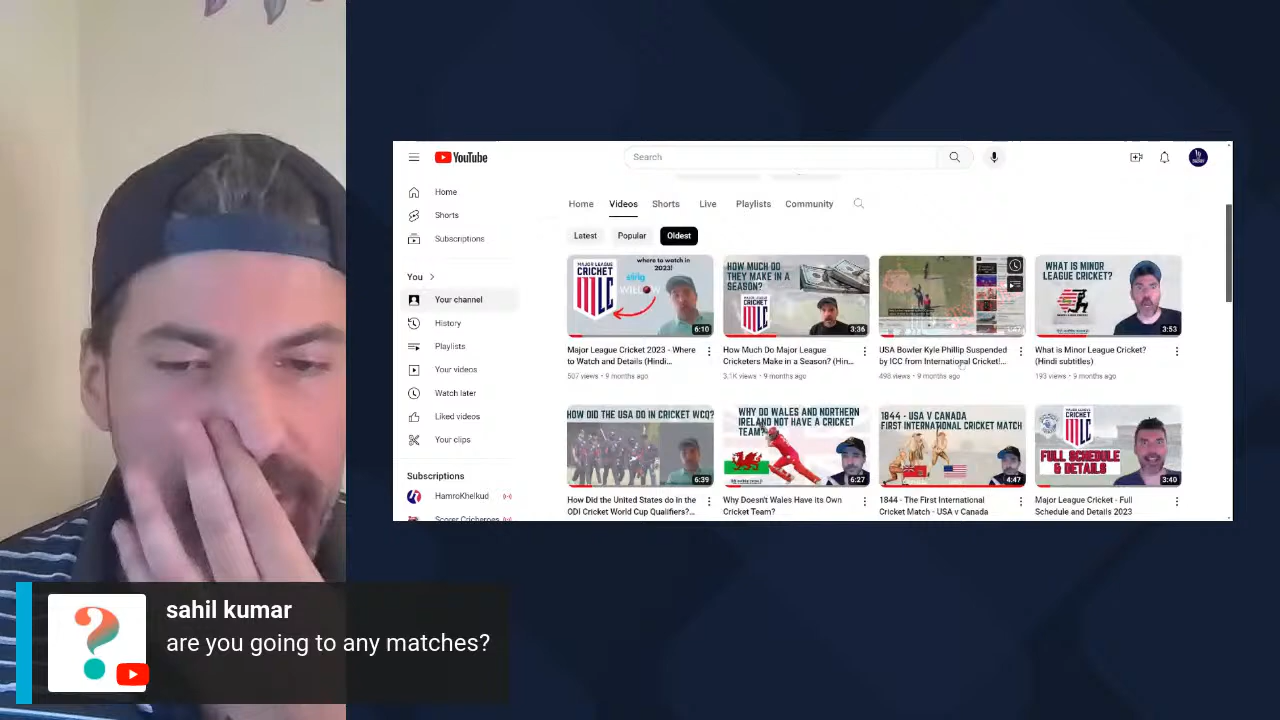 YouTube
Search
Home
Shorts
Subscriptions
You
Your channel
History
Playlists
Your videos
Watch later
Liked videos
Your clips
Subscriptions
HamroKhelkud
Home Videos Shorts Live Playlists Community
Latest Popular Oldest
MAJOR LEAGUE
CRICKET
where to watch in
2023!
sling
WILLOW
6:10
Major League Cricket 2023 - Where
to Watch and Details (Hindi...
507 views • 9 months ago
HOW MUCH DO
THEY MAKE IN A
SEASON?
MAJOR LEAGUE
CRICKET
3:36
How Much Do Major League
Cricketers Make in a Season? (Hin...
3.1K views • 9 months ago
USA Bowler Kyle Phillip Suspended
by ICC from International Cricket!...
498 views • 9 months ago
WHAT IS MINOR
LEAGUE CRICKET?
3:53
What is Minor League Cricket?
(Hindi subtitles)
193 views • 9 months ago
HOW DID THE USA DO IN CRICKET WCQ?
6:39
How Did the United States do in the
ODI Cricket World Cup Qualifiers?...
WHY DO WALES AND NORTHERN
IRELAND NOT HAVE A CRICKET
TEAM?
6:27
Why Doesn't Wales Have its Own
Cricket Team?
1844 - USA V CANADA
FIRST INTERNATIONAL CRICKET MATCH
4:47
1844 - The First International
Cricket Match - USA v Canada
MAJOR LEAGUE
CRICKET
FULL SCHEDULE
& DETAILS
3:40
Major League Cricket - Full
Schedule and Details 2023
sahil kumar
are you going to any matches?